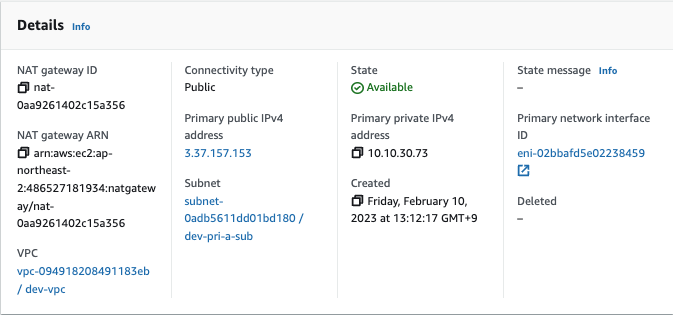 Details Info
NAT gateway ID
nat-
0aa9261402c15a356
NAT gateway ARN
arn:aws:ec2:ap-
northeast-
2:486527181934:natgatew
ay/nat-
0aa9261402c15a356
VPC
vpc-094918208491183eb
/ dev-vpc
Connectivity type
Public
Primary public IPv4
address
3.37.157.153
Subnet
subnet-
0adb5611dd01bd180 /
dev-pri-a-sub
State
Available
Primary private IPv4
address
10.10.30.73
Created
Friday, February 10,
2023 at 13:12:17 GMT+9
State message Info
–
Primary network interface
ID
eni-02bbafd5e02238459
Deleted
–